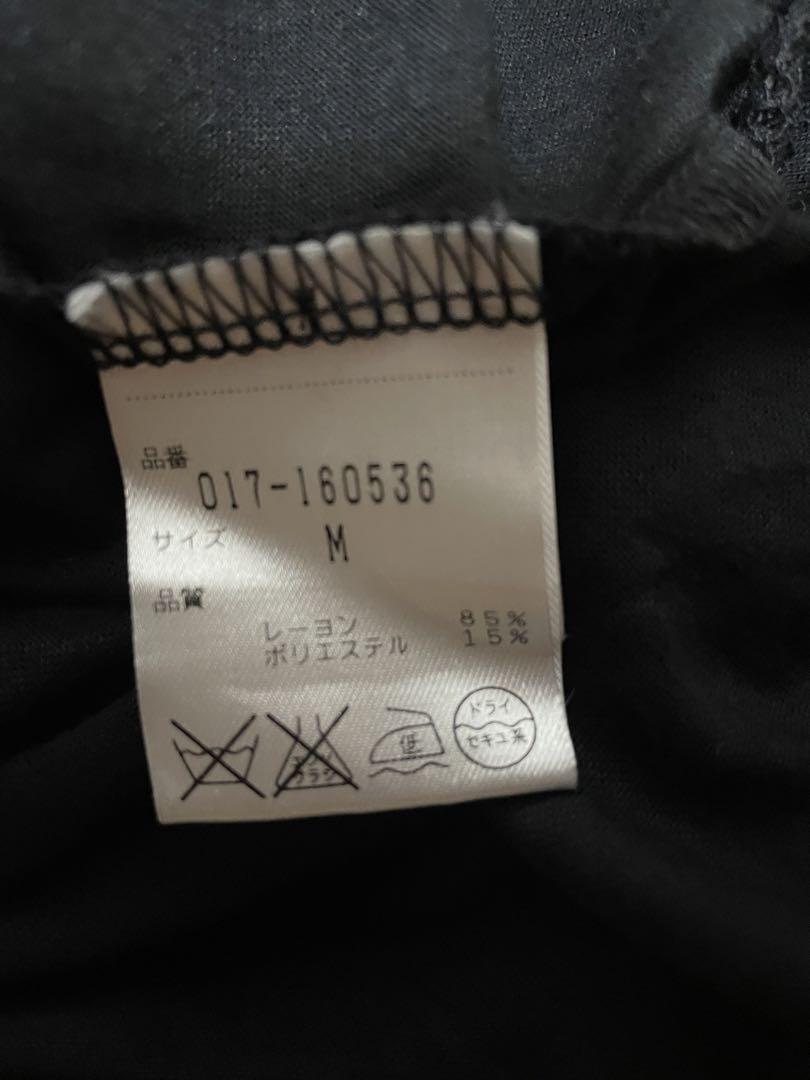 品番
017-160536
サイズ M
品質
レーヨン 85%
ポリエステル 15%
低
ドライ
セキユ系